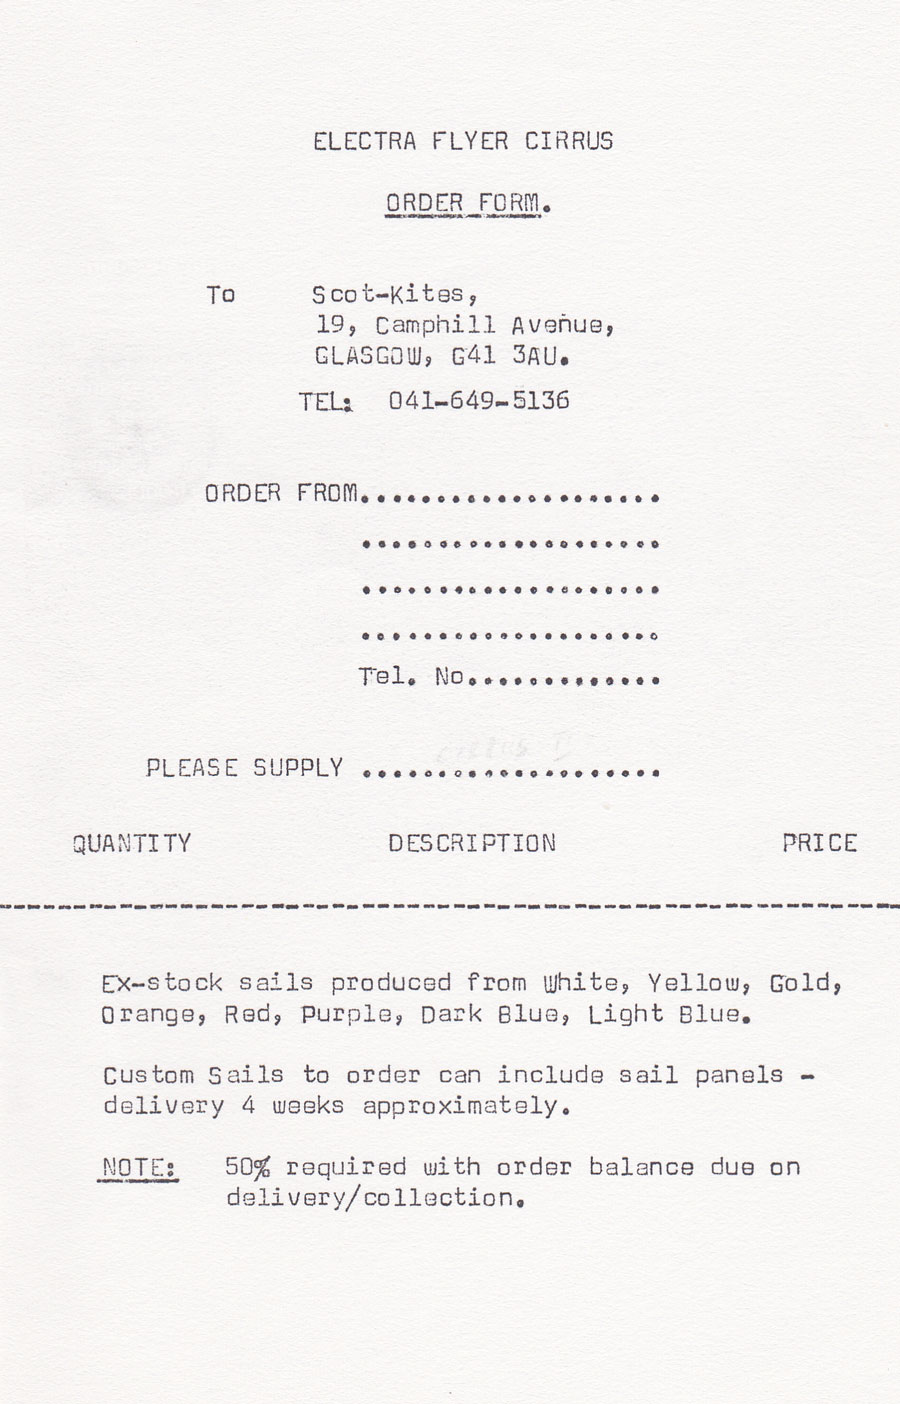 ELECTRA FLYER CIRRUS
ORDER FORM.
To Scot-Kites,
19, Camphill Avenue,
GLASGOW, G41 3AU.
TEL: 041-649-5136
ORDER FROM....................
....................
....................
....................
Tel. No.............
PLEASE SUPPLY ....................
QUANTITY DESCRIPTION PRICE
Ex-stock sails produced from White, Yellow, Gold,
Orange, Red, Purple, Dark Blue, Light Blue.
Custom Sails to order can include sail panels -
delivery 4 weeks approximately.
NOTE: 50% required with order balance due on
delivery/collection.